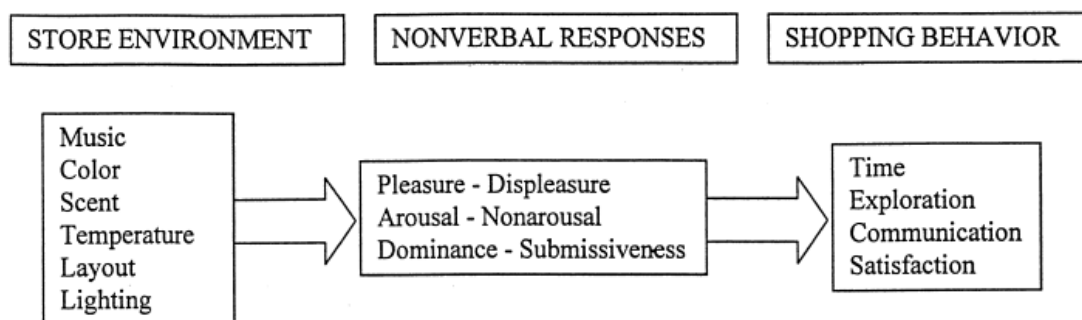 STORE ENVIRONMENT
NONVERBAL RESPONSES
SHOPPING BEHAVIOR
Music
Color
Scent
Temperature
Layout
Lighting
Pleasure - Displeasure
Arousal - Nonarousal
Dominance - Submissiveness
Time
Exploration
Communication
Satisfaction